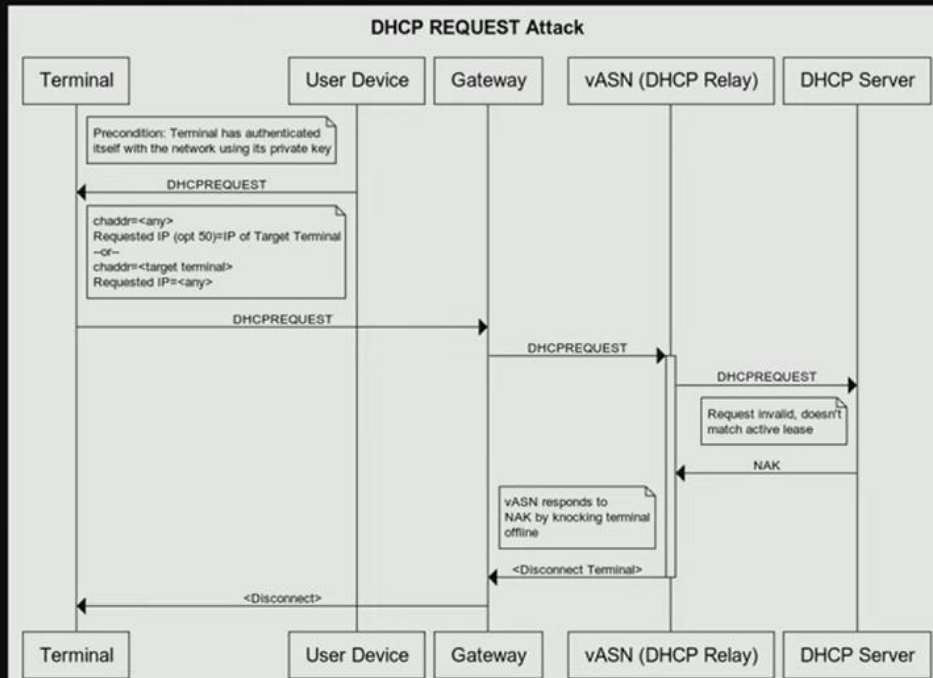 DHCP REQUEST Attack
Terminal
User Device
Gateway
vASN (DHCP Relay)
DHCP Server
Precondition: Terminal has authenticated
itself with the network using its private key
DHCPREQUEST
chaddr=<any>
Requested IP (opt 50)=IP of Target Terminal
--or--
chaddr=<target terminal>
Requested IP=<any>
DHCPREQUEST
DHCPREQUEST
DHCPREQUEST
Request invalid, doesn't
match active lease
NAK
vASN responds to
NAK by knocking terminal
offline
<Disconnect Terminal>
<Disconnect>
Terminal
User Device
Gateway
vASN (DHCP Relay)
DHCP Server